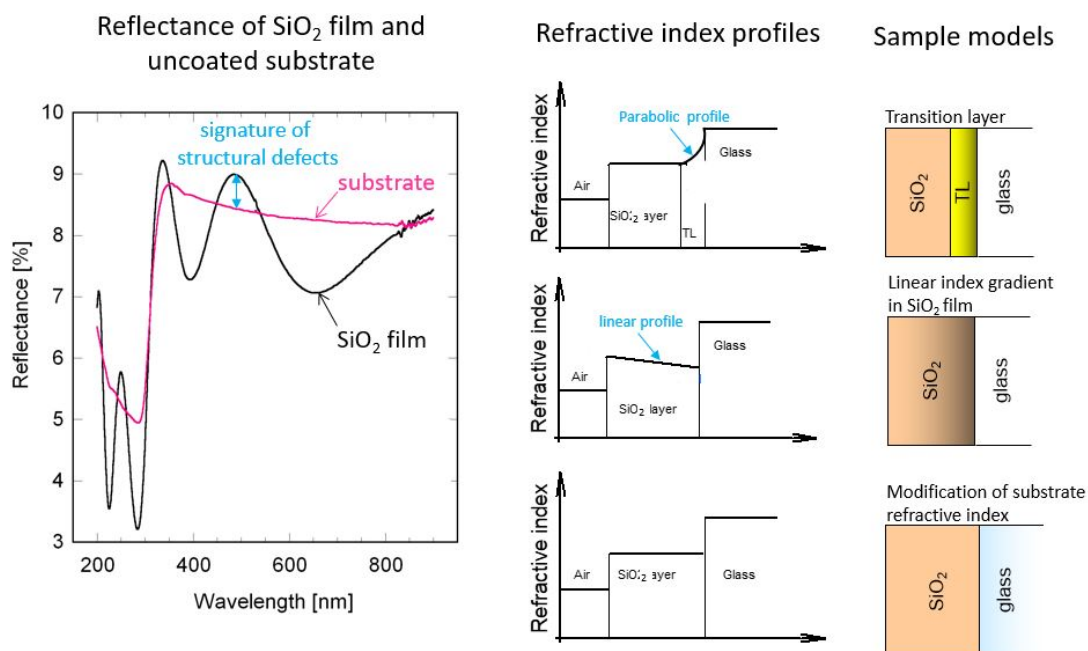 Reflectance of SiO₂ film and
uncoated substrate
10
9
8
7
6
5
4
3
200
400
600
800
Reflectance [%]
Wavelength [nm]
signature of
structural defects
substrate
SiO₂ film
Refractive index profiles
Refractive index
Parabolic profile
Glass
Air
SiO2 ayer
TL
Refractive index
linear profile
Glass
Air
SiO₂ layer
Refractive index
Air
SiO2 ayer
Glass
Sample models
Transition layer
SiO₂
TL
glass
Linear index gradient
in SiO₂ film
SiO₂
glass
Modification of substrate
refractive index
SiO₂
glass